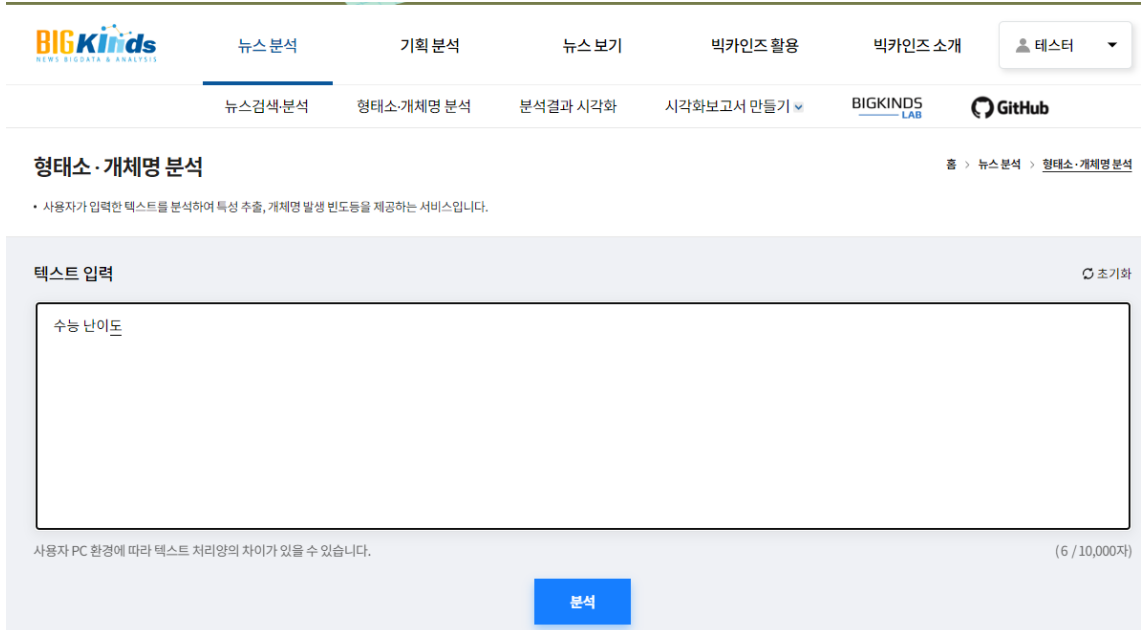 BIGKinds
NEWS BIGDATA & ANALYSIS
뉴스 분석 기획 분석 뉴스 보기 빅카인즈 활용 빅카인즈 소개 테스터
뉴스검색·분석 형태소·개체명 분석 분석결과 시각화 시각화보고서 만들기 BIGKINDS LAB GitHub
형태소·개체명 분석
홈 > 뉴스 분석 > 형태소·개체명 분석
• 사용자가 입력한 텍스트를 분석하여 특성 추출, 개체명 발생 빈도등을 제공하는 서비스입니다.
텍스트 입력 초기화
수능 난이도
사용자 PC 환경에 따라 텍스트 처리양의 차이가 있을 수 있습니다. (6 / 10,000자)
분석